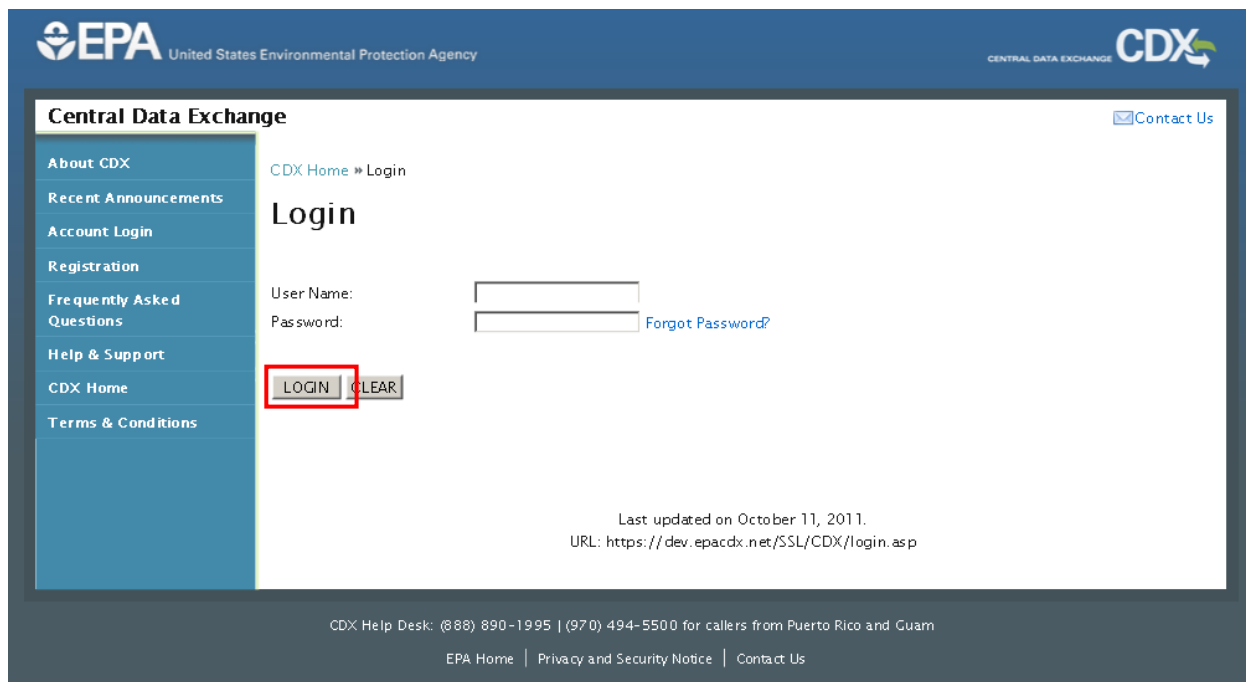 EPA United States Environmental Protection Agency
CENTRAL DATA EXCHANGE CDX
Central Data Exchange
Contact Us
About CDX
Recent Announcements
Account Login
Registration
Frequently Asked
Questions
Help & Support
CDX Home
Terms & Conditions
CDX Home » Login
Login
User Name:
Password:
Forgot Password?
LOGIN CLEAR
Last updated on October 11, 2011.
URL: https://dev.epacdx.net/SSL/CDX/login.asp
CDX Help Desk: (888) 890-1995 | (970) 494-5500 for callers from Puerto Rico and Guam
EPA Home | Privacy and Security Notice | Contact Us